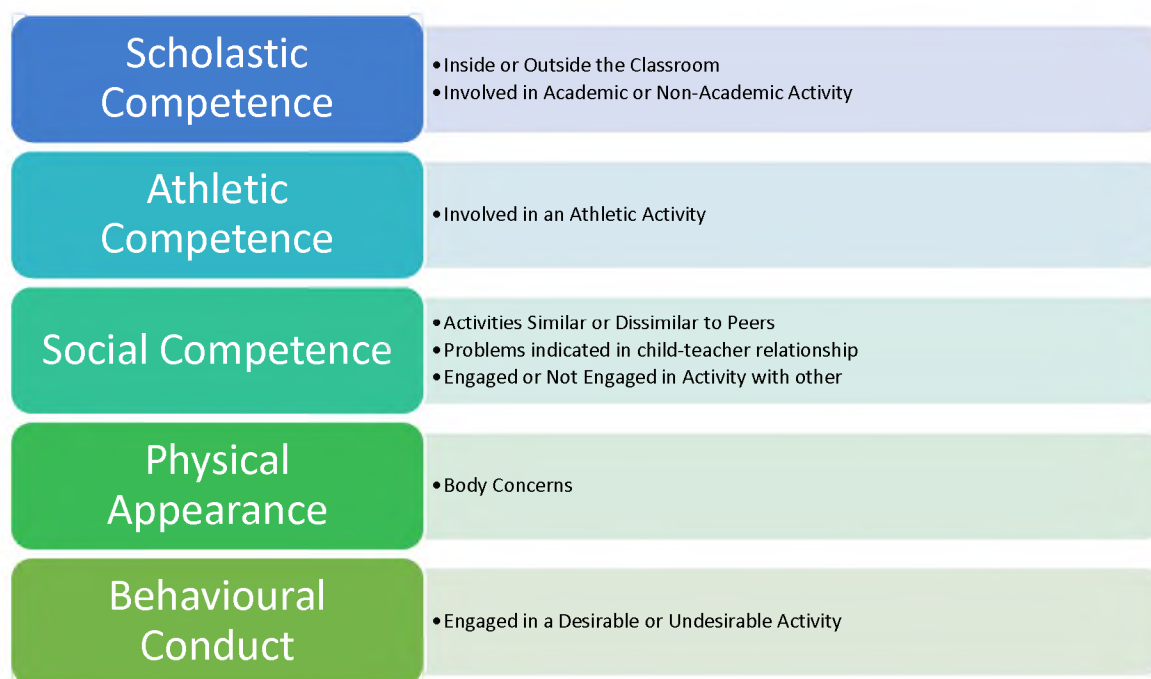 Scholastic
Competence
•Inside or Outside the Classroom
•Involved in Academic or Non-Academic Activity
Athletic
Competence
•Involved in an Athletic Activity
Social Competence
•Activities Similar or Dissimilar to Peers
•Problems indicated in child-teacher relationship
•Engaged or Not Engaged in Activity with other
Physical
Appearance
•Body Concerns
Behavioural
Conduct
•Engaged in a Desirable or Undesirable Activity